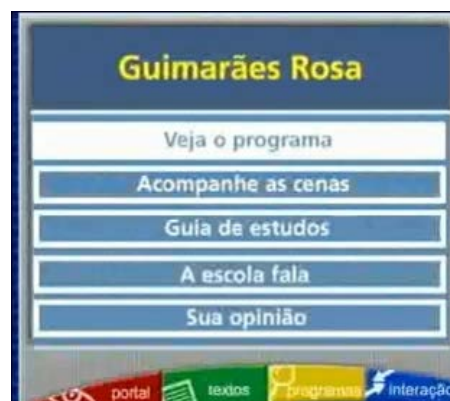 Guimarães Rosa
Veja o programa
Acompanhe as cenas
Guia de estudos
A escola fala
Sua opinião
portal textos programas interação